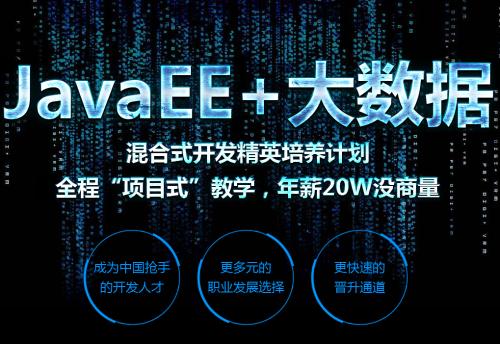 JavaEE+大数据
混合式开发精英培养计划
全程“项目式”教学，年薪20W没商量
成为中国抢手
的开发人才
更多元的
职业发展选择
更快速的
晋升通道